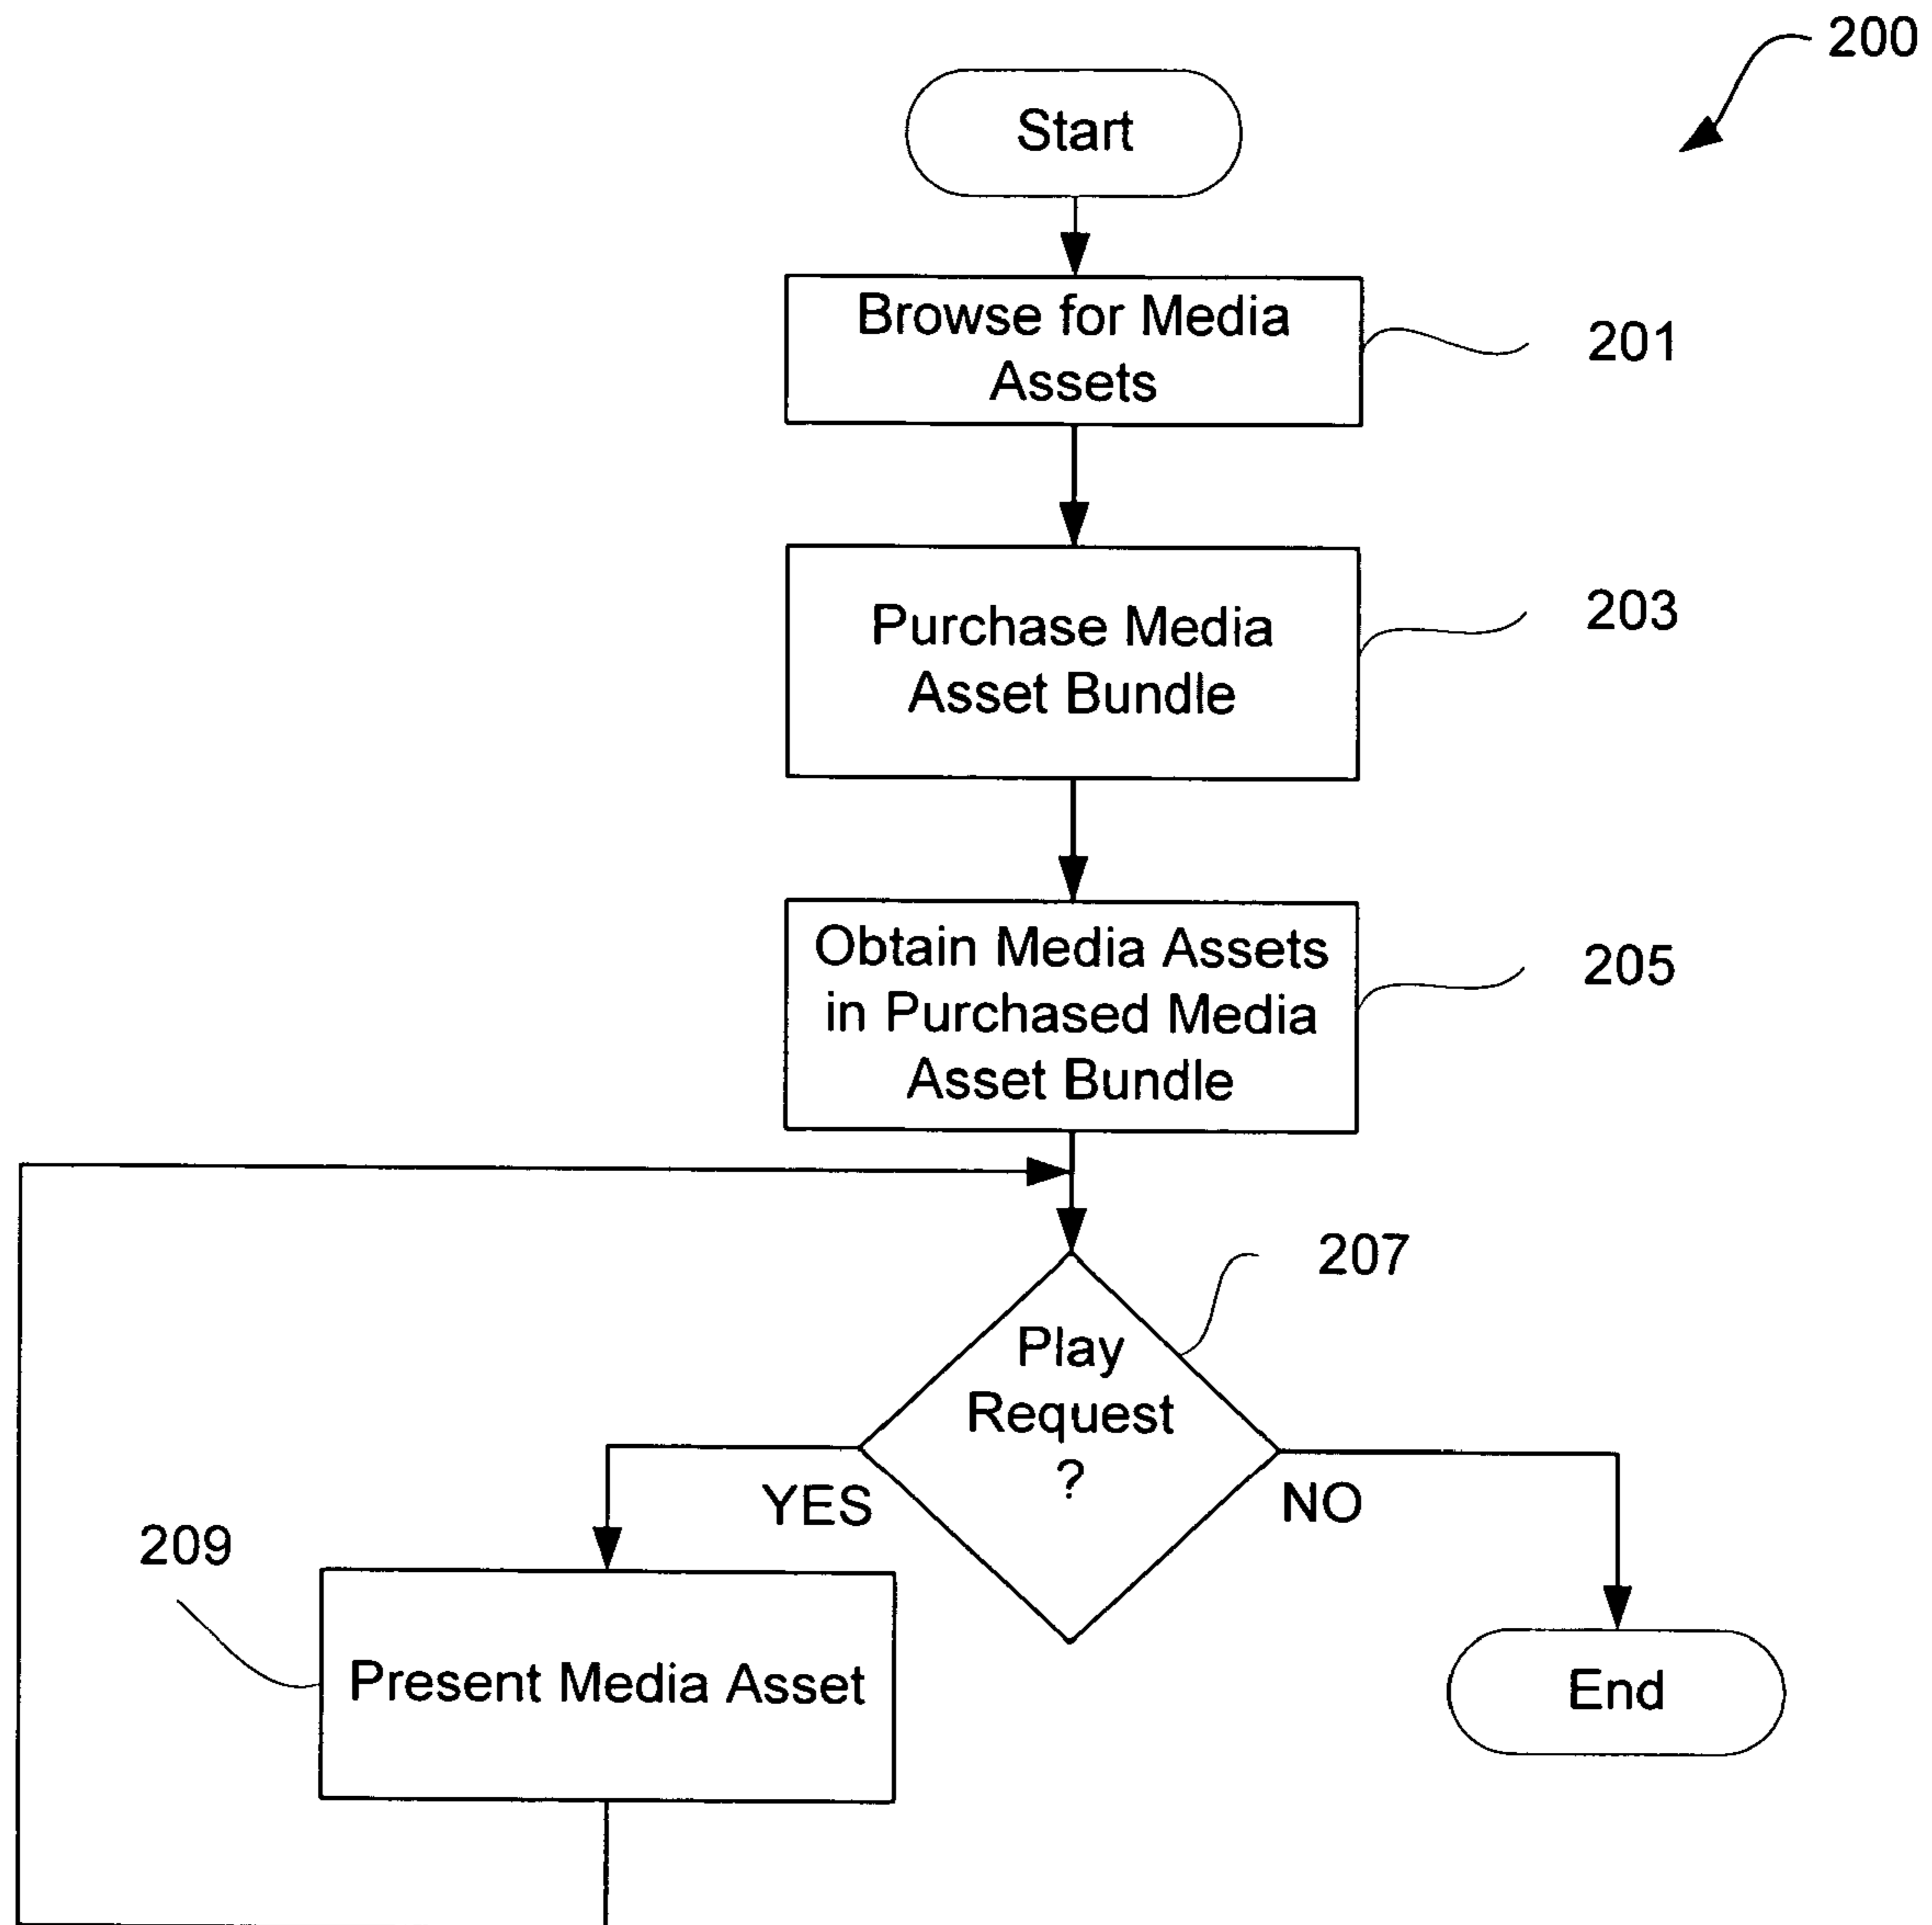 200
Start
Browse for Media
Assets
201
Purchase Media
Asset Bundle
203
Obtain Media Assets
in Purchased Media
Asset Bundle
205
207
Play
Request
?
YES
NO
209
Present Media Asset
End